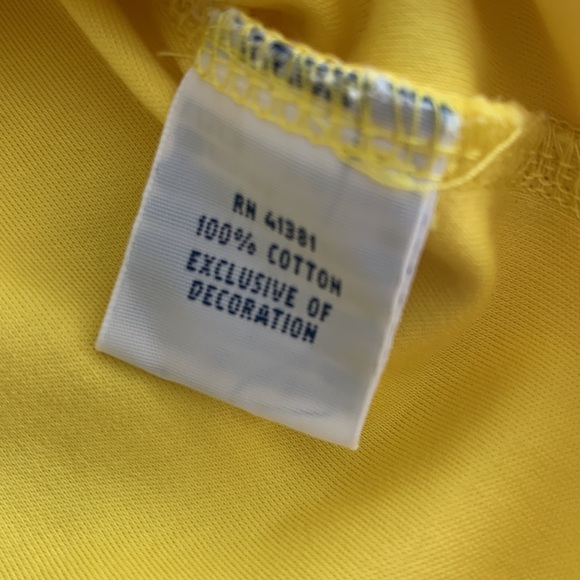 RN 41381
100% COTTON
EXCLUSIVE OF
DECORATION